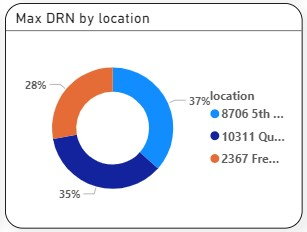 Max DRN by location
28%
37%
35%
location
8706 5th ...
10311 Qu...
2367 Fre...